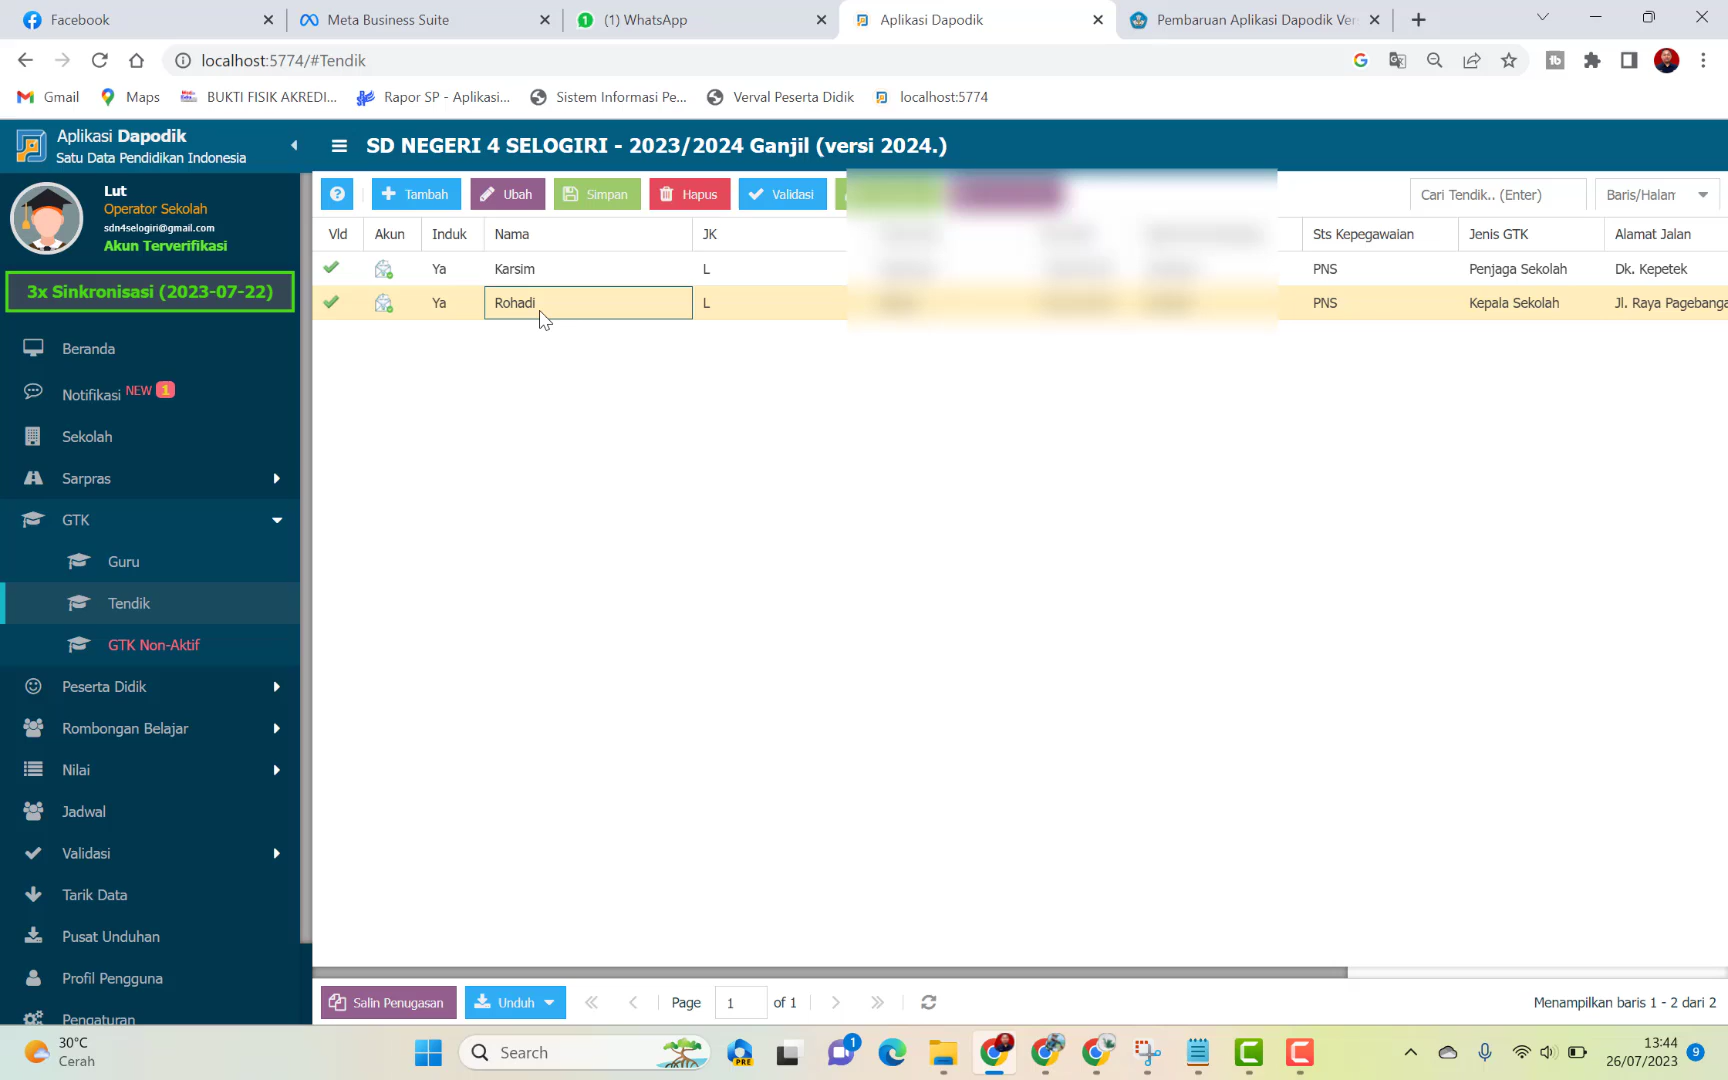 Facebook
Meta Business Suite
(1) WhatsApp
Aplikasi Dapodik
Pembaruan Aplikasi Dapodik Ver
localhost:5774/#Tendik
Gmail
Maps
BUKTI FISIK AKREDI...
Rapor SP - Aplikasi...
Sistem Informasi Pe...
Verval Peserta Didik
localhost:5774
Aplikasi Dapodik
Satu Data Pendidikan Indonesia
SD NEGERI 4 SELOGIRI - 2023/2024 Ganjil (versi 2024.)
Lut
Operator Sekolah
sdn4selogiri@gmail.com
Akun Terverifikasi
3x Sinkronisasi (2023-07-22)
Beranda
Notifikasi NEW 1
Sekolah
Sarpras
GTK
Guru
Tendik
GTK Non-Aktif
Peserta Didik
Rombongan Belajar
Nilai
Jadwal
Validasi
Tarik Data
Pusat Unduhan
Profil Pengguna
Pengaturan
Tambah
Ubah
Simpan
Hapus
Validasi
Cari Tendik.. (Enter)
Baris/Halam
Vld Akun Induk Nama JK Sts Kepegawaian Jenis GTK Alamat Jalan
Ya Karsim L PNS Penjaga Sekolah Dk. Kepetek
Ya Rohadi L PNS Kepala Sekolah Jl. Raya Pagebanga
Salin Penugasan
Unduh
Page 1 of 1
Menampilkan baris 1 - 2 dari 2
30°C
Cerah
Search
PRE
1
13:44
26/07/2023
9